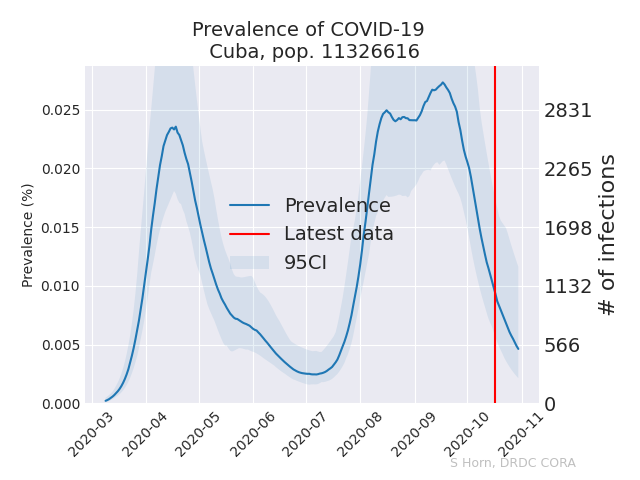 Prevalence of COVID-19
Cuba, pop. 11326616
0.025
0.020
0.015
0.010
0.005
0.000
Prevalence (%)
2831
2265
1698
1132
566
0
# of infections
Prevalence
Latest data
95CI
2020-03
2020-04
2020-05
2020-06
2020-07
2020-08
2020-09
2020-10
2020-11
S Horn, DRDC CORA